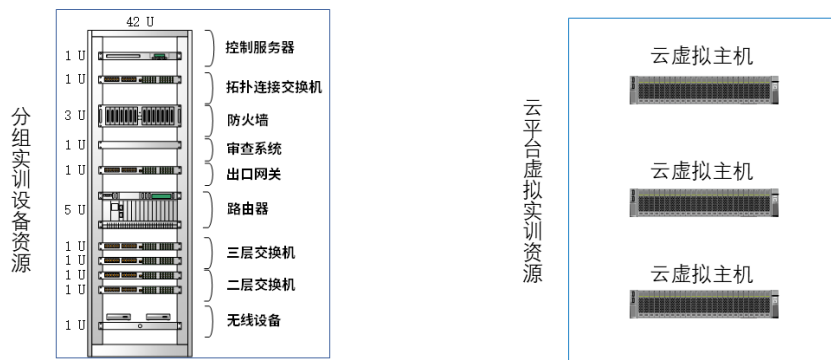 42 U
1 U
控制服务器
1 U
拓扑连接交换机
3 U
防火墙
1 U
审查系统
1 U
出口网关
5 U
路由器
1 U
1 U
三层交换机
1 U
1 U
二层交换机
1 U
无线设备
分组实训设备资源
云平台虚拟实训资源
云虚拟主机
云虚拟主机
云虚拟主机